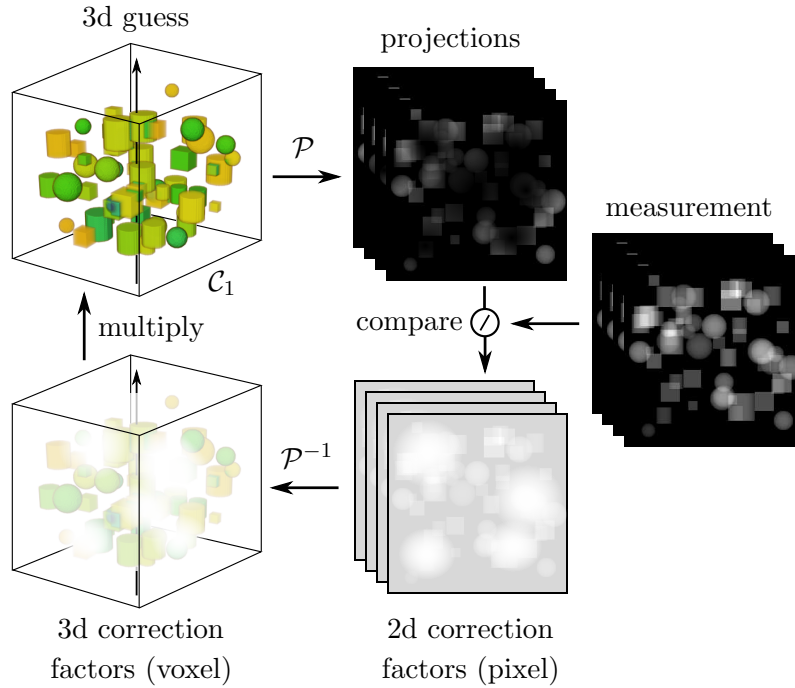 3d guess
projections
𝒫
measurement
𝒞₁
multiply
compare
𝒫⁻¹
3d correction
factors (voxel)
2d correction
factors (pixel)